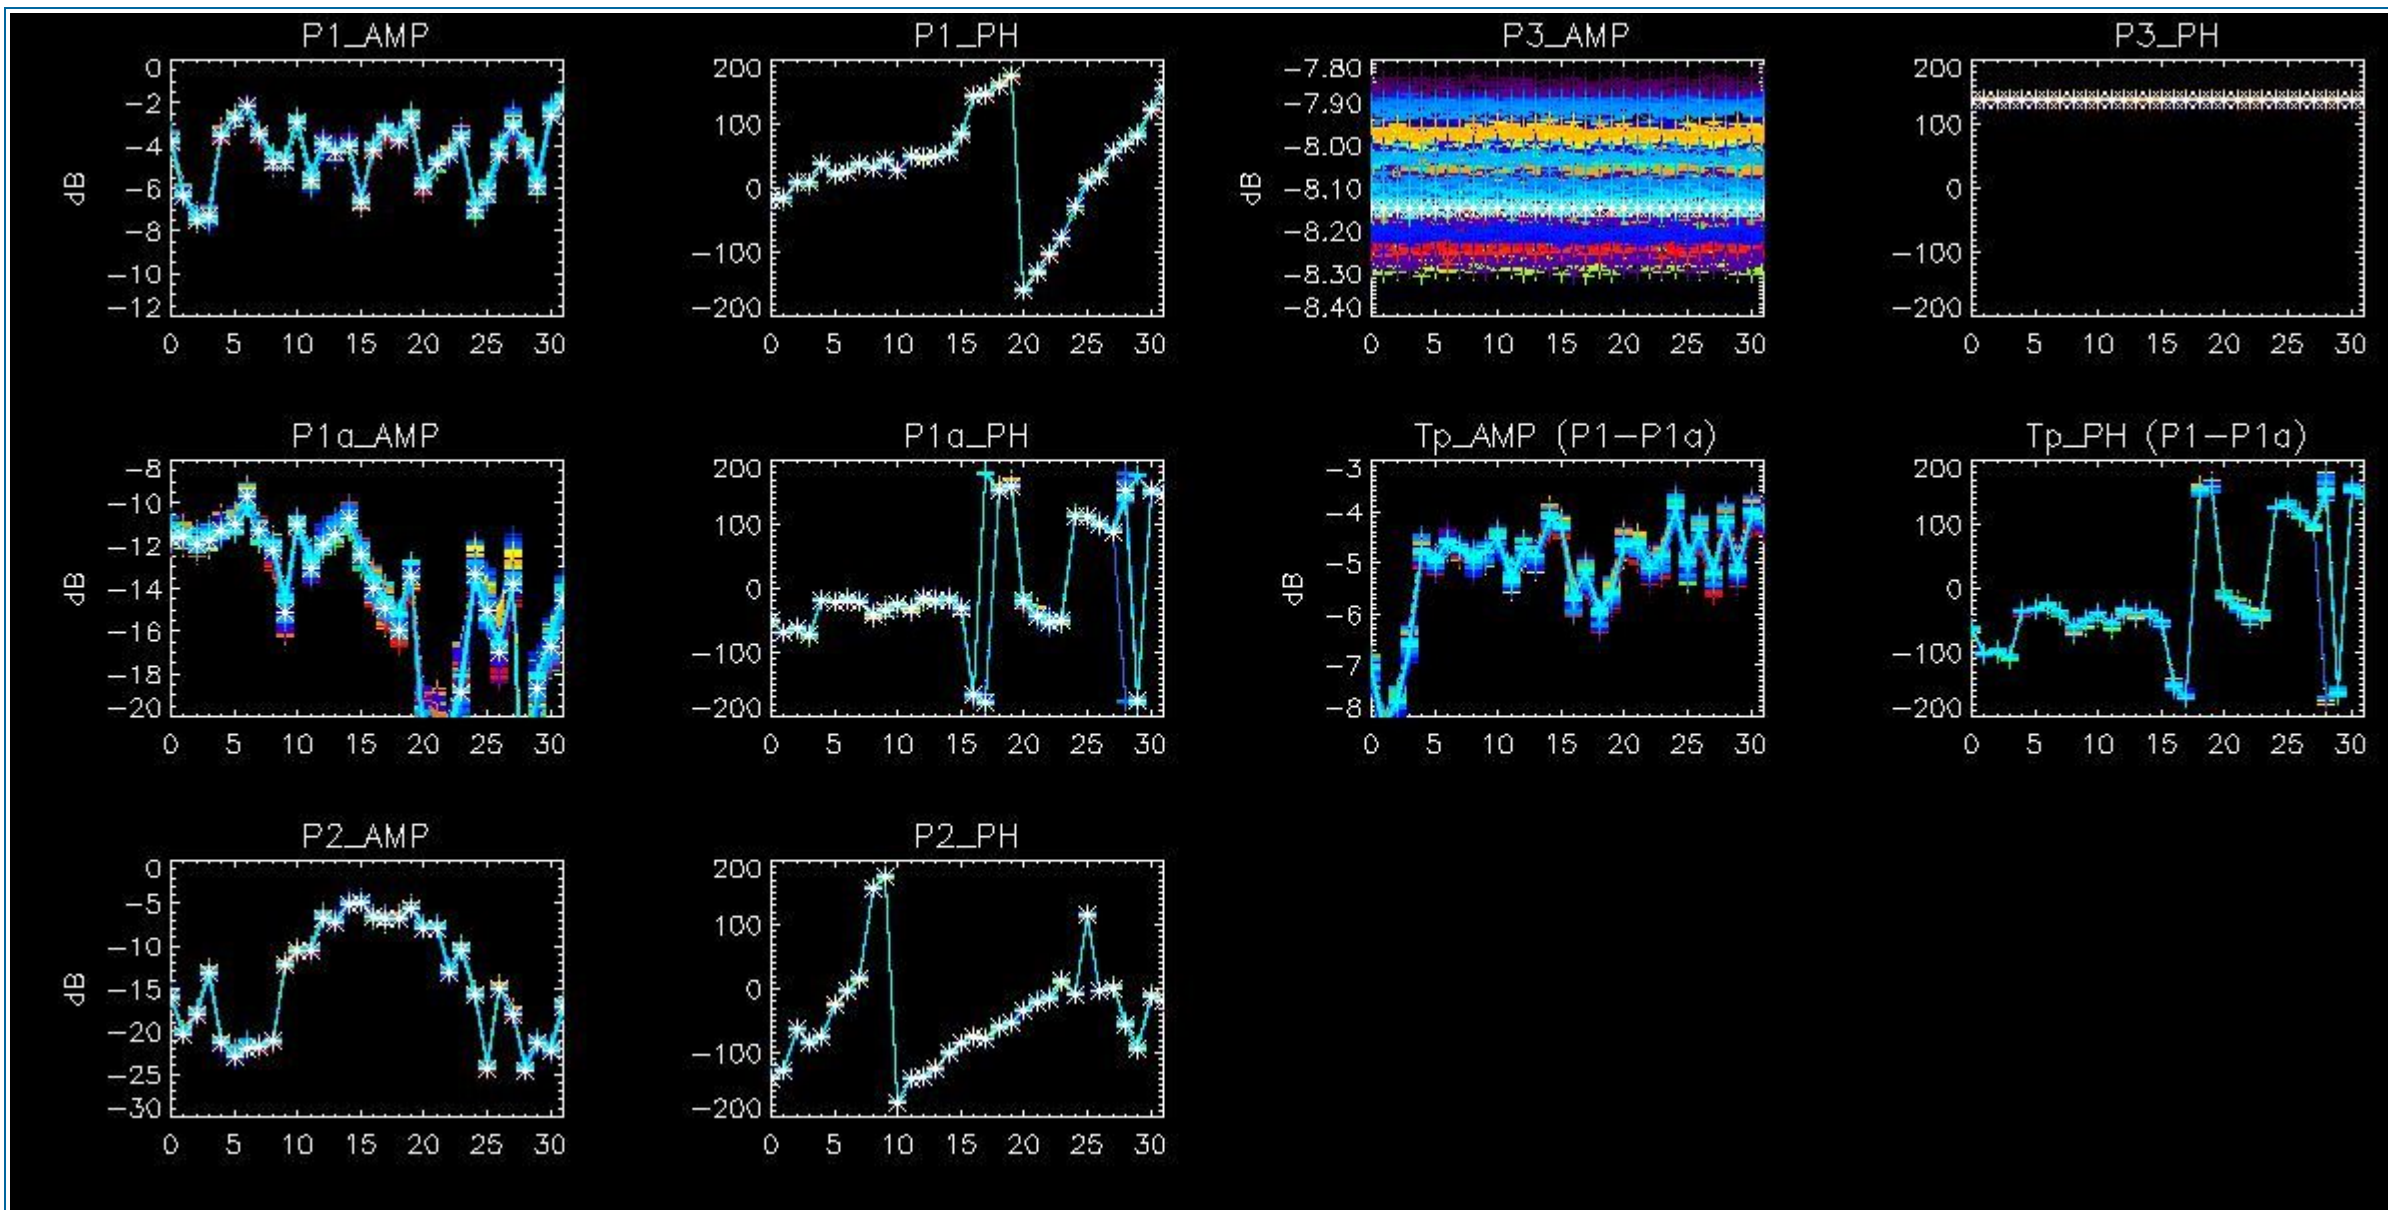 P1_AMP P1_PH P3_AMP P3_PH
0 200 -7.80 200
-2 100 -7.90 100
-4 0 -8.00 0
-6 -100 -8.10 -100
-8 -200 -8.20 -200
-10 -8.30
-12 -8.40
dB dB
0 5 10 15 20 25 30 0 5 10 15 20 25 30 0 5 10 15 20 25 30 0 5 10 15 20 25 30
P1a_AMP P1a_PH Tp_AMP (P1-P1a) Tp_PH (P1-P1a)
-8 200 -3 200
-10 100 -4 100
-12 0 -5 0
-14 -100 -6 -100
-16 -200 -7 -200
-18 -8
-20
dB dB
0 5 10 15 20 25 30 0 5 10 15 20 25 30 0 5 10 15 20 25 30 0 5 10 15 20 25 30
P2_AMP P2_PH
0 200
-5 100
-10 0
-15 -100
-20 -200
-25
-30
dB
0 5 10 15 20 25 30 0 5 10 15 20 25 30